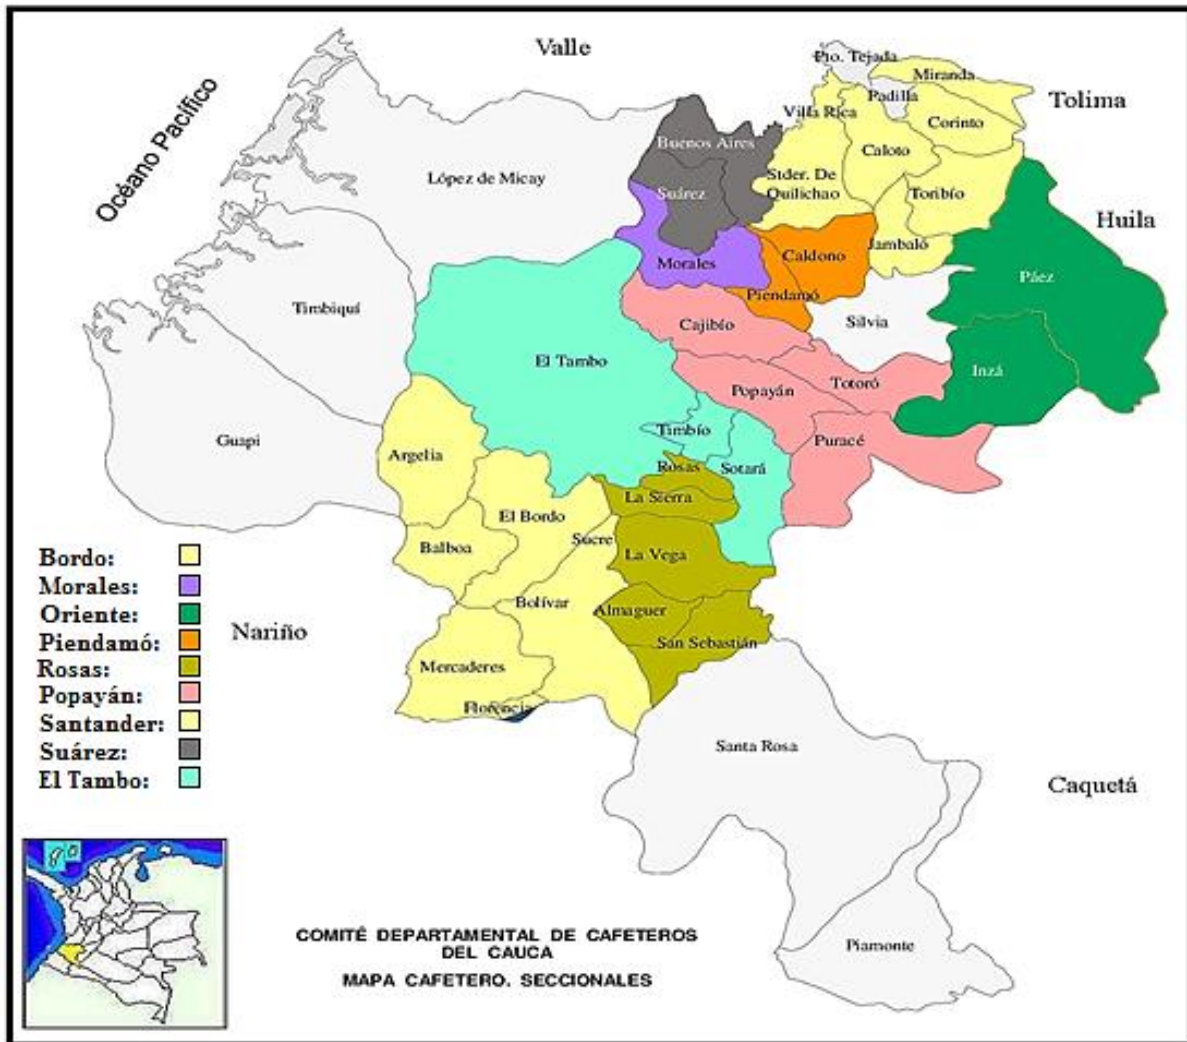 Valle
Océano Pacífico
Pto. Tejada
Miranda
Padilla
Tolima
Villa Rica
Corinto
Buenos Aires
Caloto
López de Micay
Stder. De
Quilichao
Suárez
Toribío
Huila
Jambaló
Caldono
Morales
Páez
Piendamó
Timbiquí
Silvia
Cajibío
El Tambo
Inzá
Totoró
Popayán
Timbío
Guapi
Puracé
Argelia
Rosas
Sotará
La Sierra
El Bordo
Sucre
Balboa
La Vega
Bolívar
Almaguer
Nariño
San Sebastián
Mercaderes
Florencia
Santa Rosa
Caquetá
Piamonte
Bordo:
Morales:
Oriente:
Piendamó:
Rosas:
Popayán:
Santander:
Suárez:
El Tambo:
COMITÉ DEPARTAMENTAL DE CAFETEROS
DEL CAUCA
MAPA CAFETERO. SECCIONALES